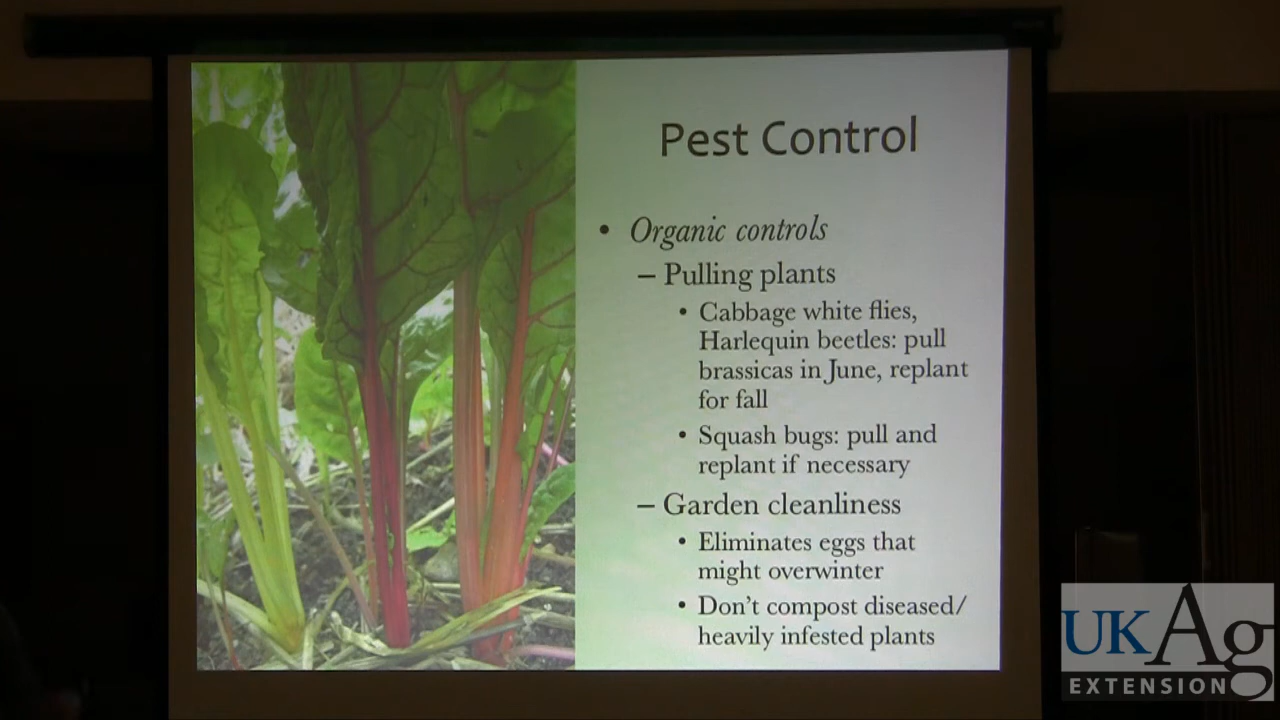 Pest Control
• Organic controls
– Pulling plants
• Cabbage white flies,
Harlequin beetles: pull
brassicas in June, replant
for fall
• Squash bugs: pull and
replant if necessary
– Garden cleanliness
• Eliminates eggs that
might overwinter
• Don't compost diseased/
heavily infested plants
UKAg
EXTENSION